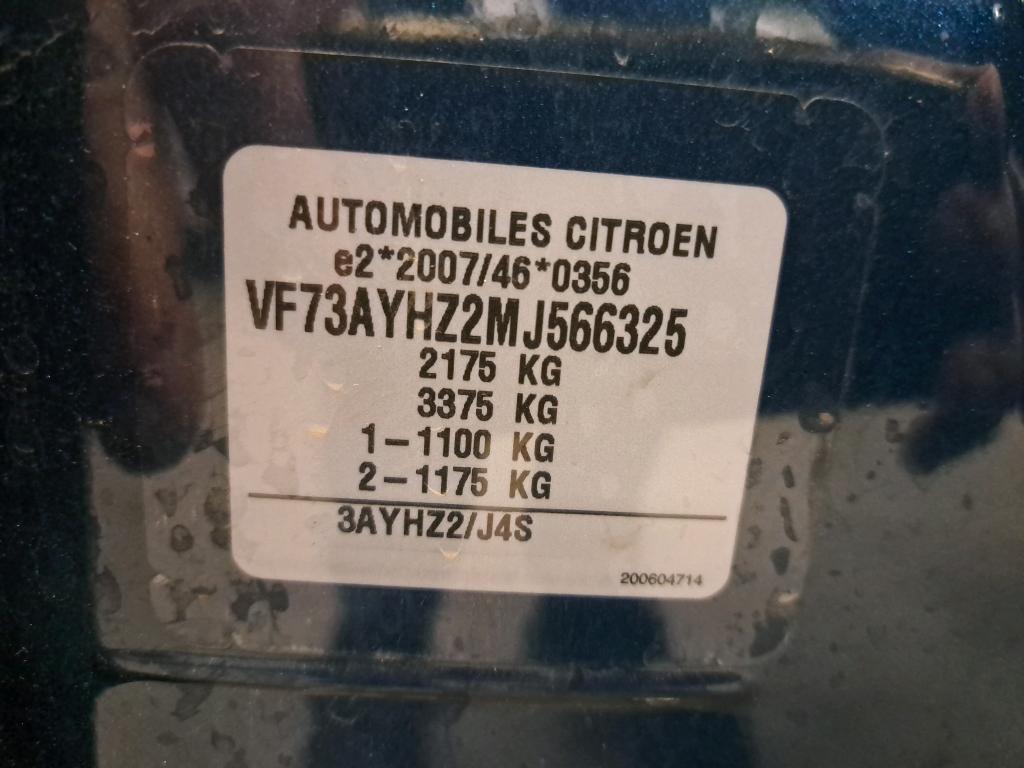 AUTOMOBILES CITROEN
e2*2007/46*0356
VF73AYHZ2MJ566325
2175 KG
3375 KG
1-1100 KG
2-1175 KG
3AYHZ2/J4S
200604714